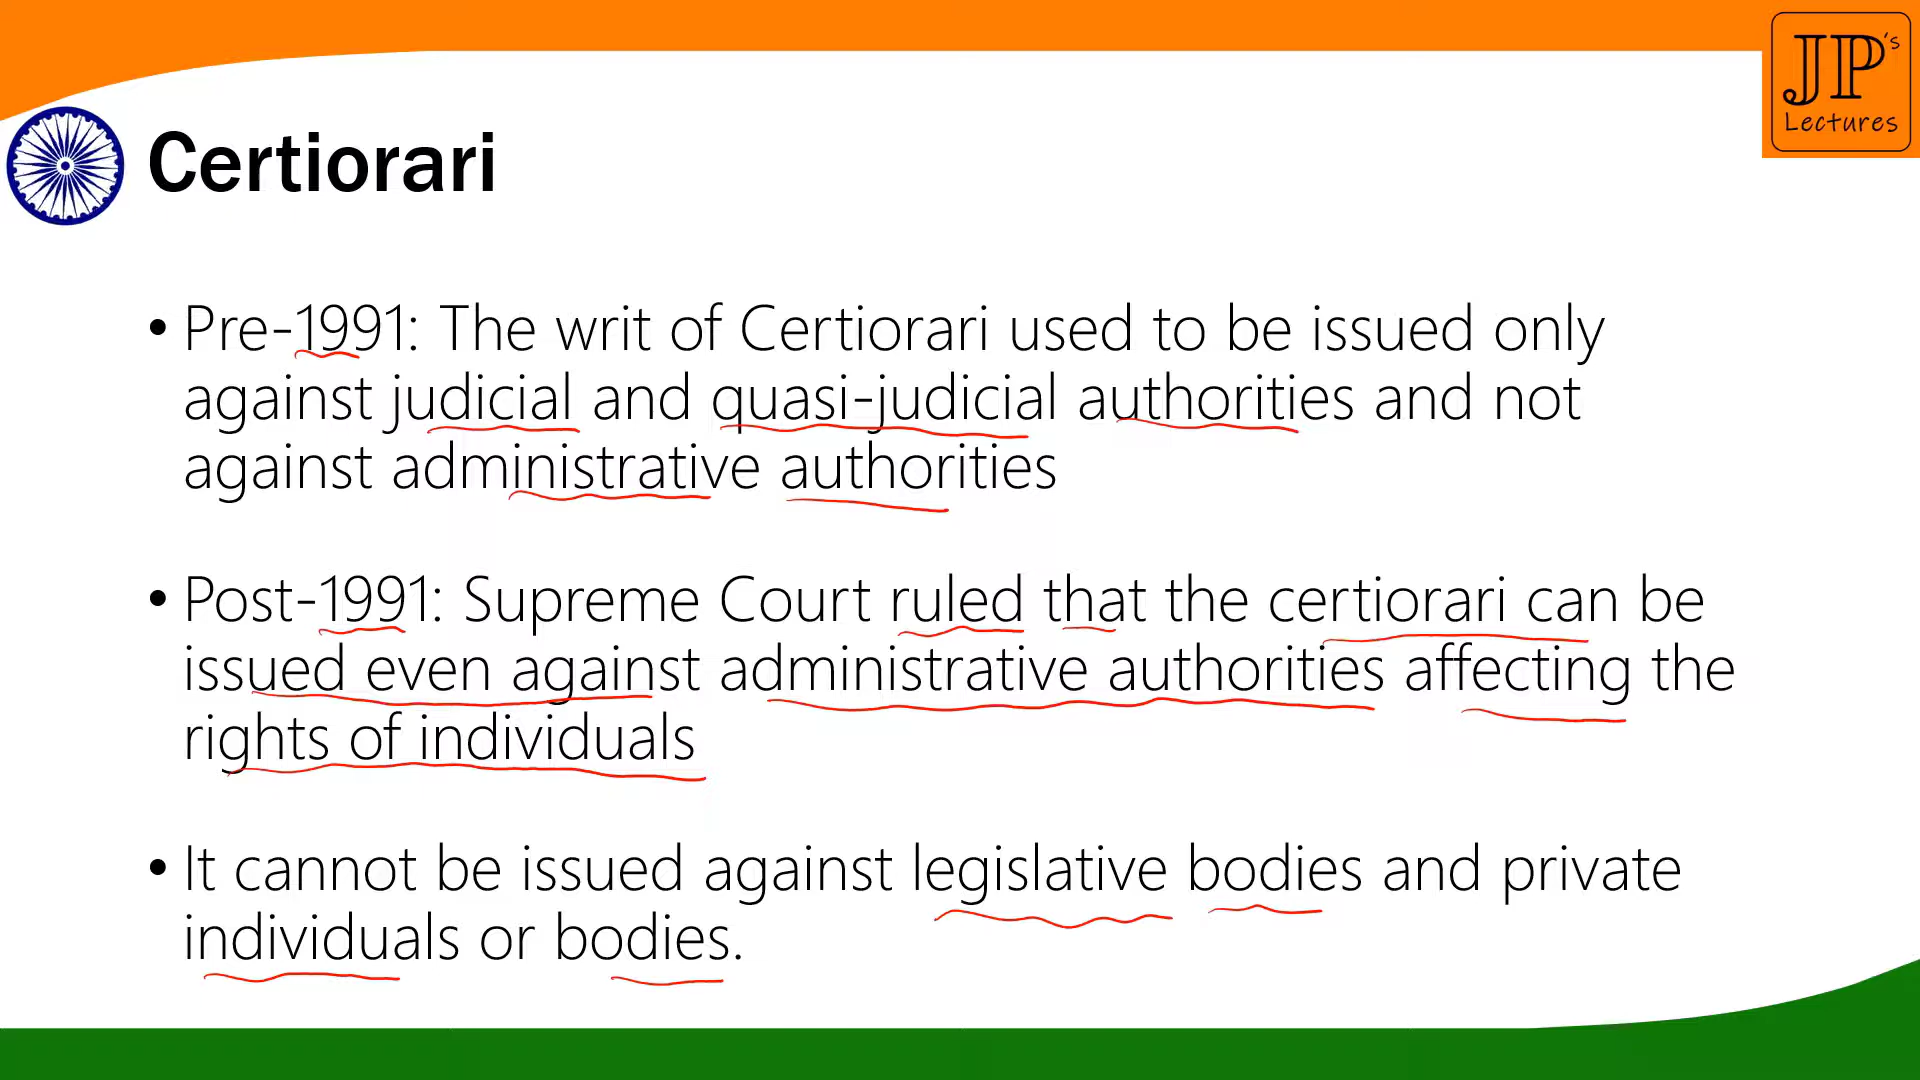 JP's
Lectures
Certiorari
• Pre-1991: The writ of Certiorari used to be issued only
against judicial and quasi-judicial authorities and not
against administrative authorities
• Post-1991: Supreme Court ruled that the certiorari can be
issued even against administrative authorities affecting the
rights of individuals
• It cannot be issued against legislative bodies and private
individuals or bodies.